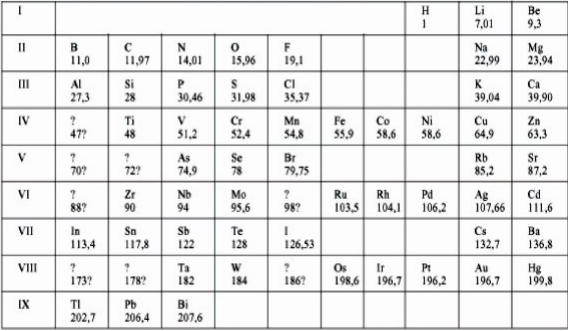 I H Li Be
1 7,01 9,3
II B C N O F Na Mg
11,0 11,97 14,01 15,96 19,1 22,99 23,94
III Al Si P S Cl K Ca
27,3 28 30,46 31,98 35,37 39,04 39,90
IV ? Ti V Cr Mn Fe Co Ni Cu Zn
47? 48 51,2 52,4 54,8 55,9 58,6 58,6 64,9 63,3
V ? ? As Se Br Rb Sr
70? 72? 74,9 78 79,75 85,2 87,2
VI ? Zr Nb Mo ? Ru Rh Pd Ag Cd
88? 90 94 95,6 98? 103,5 104,1 106,2 107,66 111,6
VII In Sn Sb Te I Cs Ba
113,4 117,8 122 128 126,53 132,7 136,8
VIII ? ? Ta W ? Os Ir Pt Au Hg
173? 178? 182 184 186? 198,6 196,7 196,2 196,7 199,8
IX Tl Pb Bi
202,7 206,4 207,6